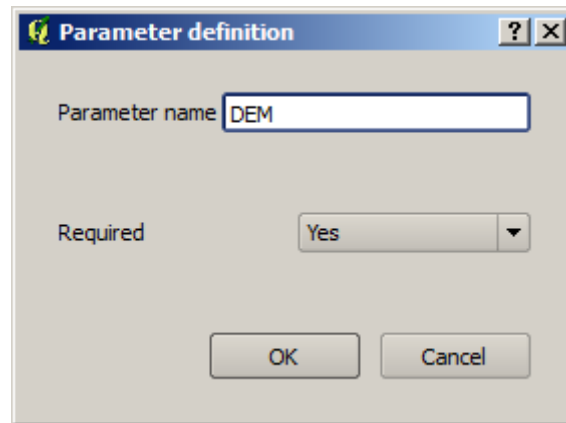 Parameter definition
Parameter name DEM
Required Yes
OK Cancel